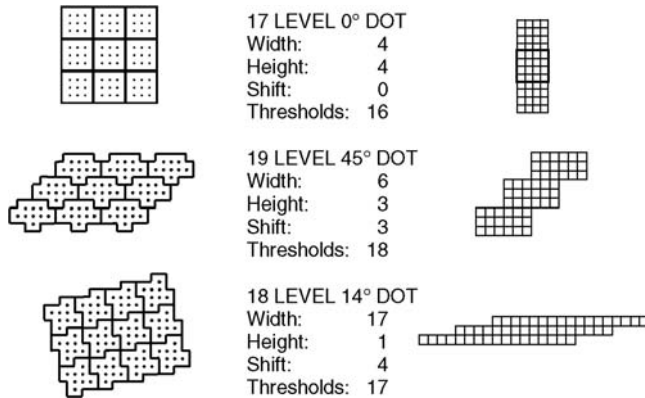 17 LEVEL 0° DOT
Width: 4
Height: 4
Shift: 0
Thresholds: 16
19 LEVEL 45° DOT
Width: 6
Height: 3
Shift: 3
Thresholds: 18
18 LEVEL 14° DOT
Width: 17
Height: 1
Shift: 4
Thresholds: 17